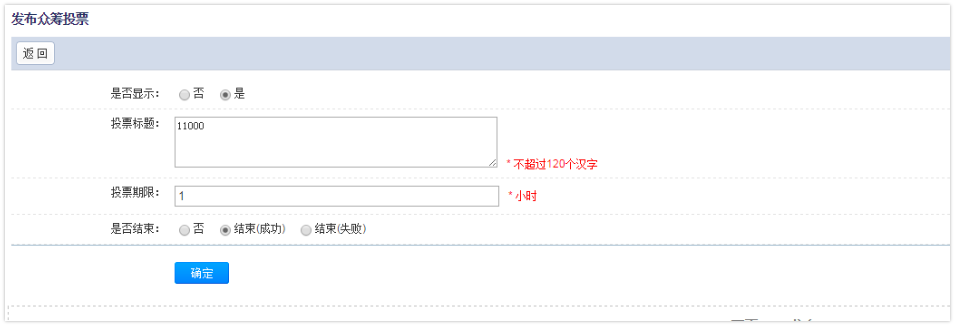 发布众筹投票
返回
是否显示： 否 是
投票标题： 11000
* 不超过120个汉字
投票期限： 1 * 小时
是否结束： 否 结束(成功) 结束(失败)
确定